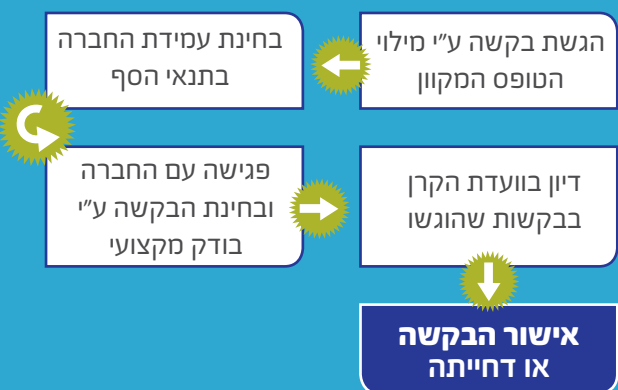 הגשת בקשה ע״י מילוי
הטופס המקוון
בחינת עמידת החברה
בתנאי הסף
פגישה עם החברה
ובחינת הבקשה ע״י
בודק מקצועי
דיון בוועדת הקרן
בבקשות שהוגשו
אישור הבקשה
או דחייתה